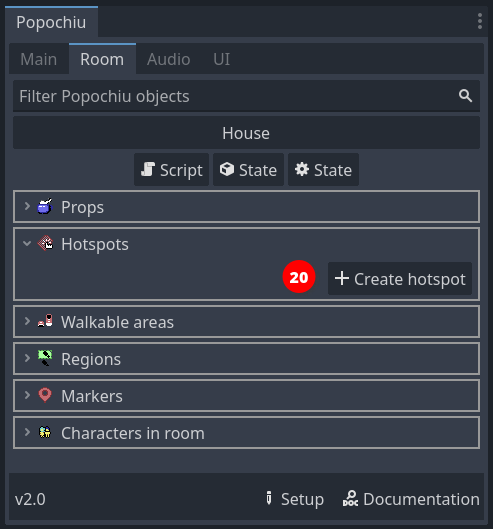 Popochiu
Main Room Audio UI
Filter Popochiu objects
House
Script State State
Props
Hotspots
20 Create hotspot
Walkable areas
Regions
Markers
Characters in room
v2.0 Setup Documentation